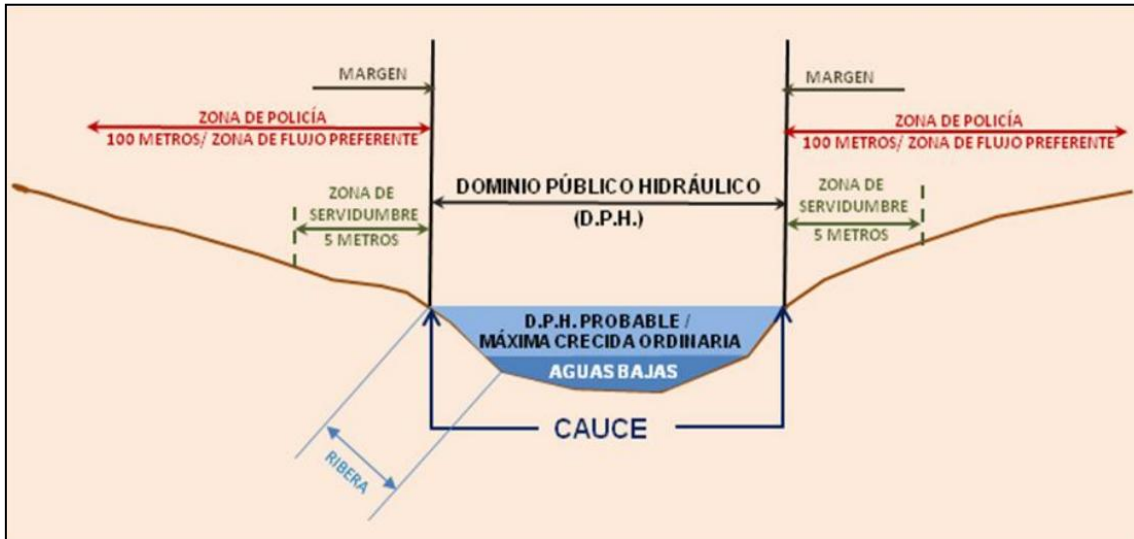 MARGEN
ZONA DE POLICÍA
100 METROS/ ZONA DE FLUJO PREFERENTE
ZONA DE
SERVIDUMBRE
5 METROS
DOMINIO PÚBLICO HIDRÁULICO
(D.P.H.)
MARGEN
ZONA DE POLICÍA
100 METROS/ ZONA DE FLUJO PREFERENTE
ZONA DE
SERVIDUMBRE
5 METROS
D.P.H. PROBABLE /
MÁXIMA CRECIDA ORDINARIA
AGUAS BAJAS
CAUCE
RIBERA